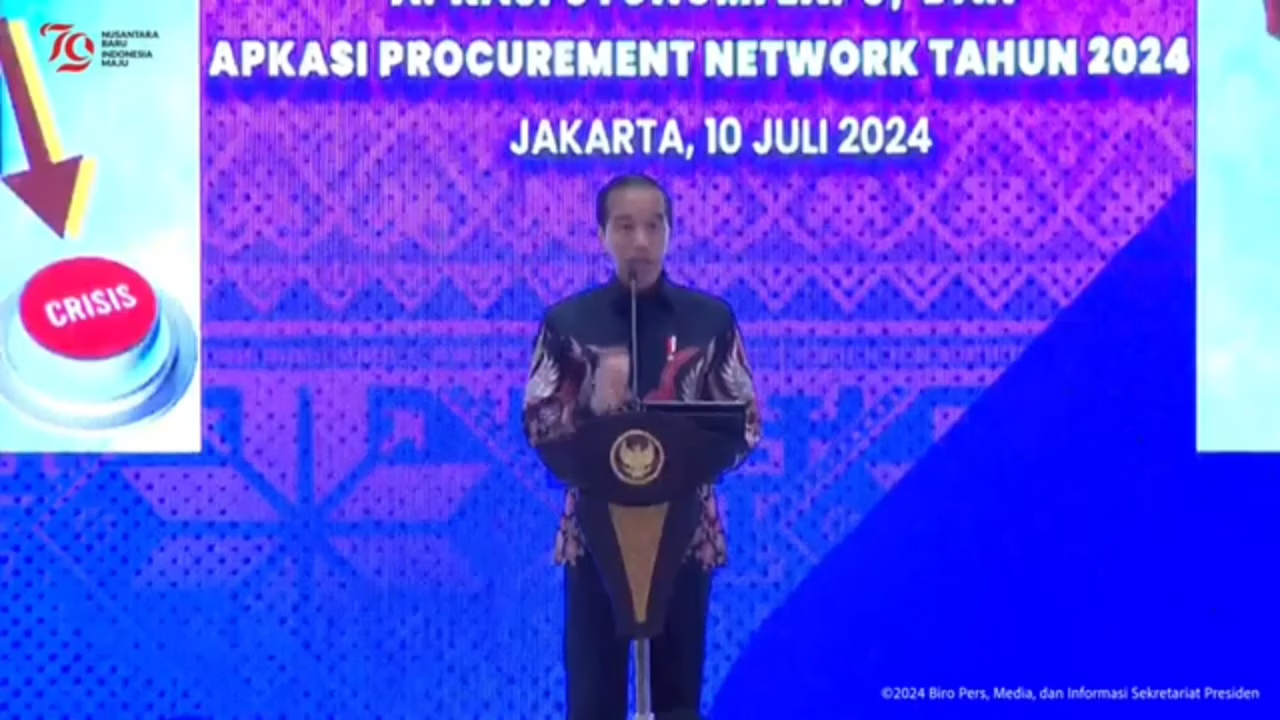 79 NUSANTARA
BARU
INDONESIA
MAJU
APKASI PROCUREMENT NETWORK TAHUN 2024
JAKARTA, 10 JULI 2024
CRISIS
©2024 Biro Pers, Media, dan Informasi Sekretariat Presiden